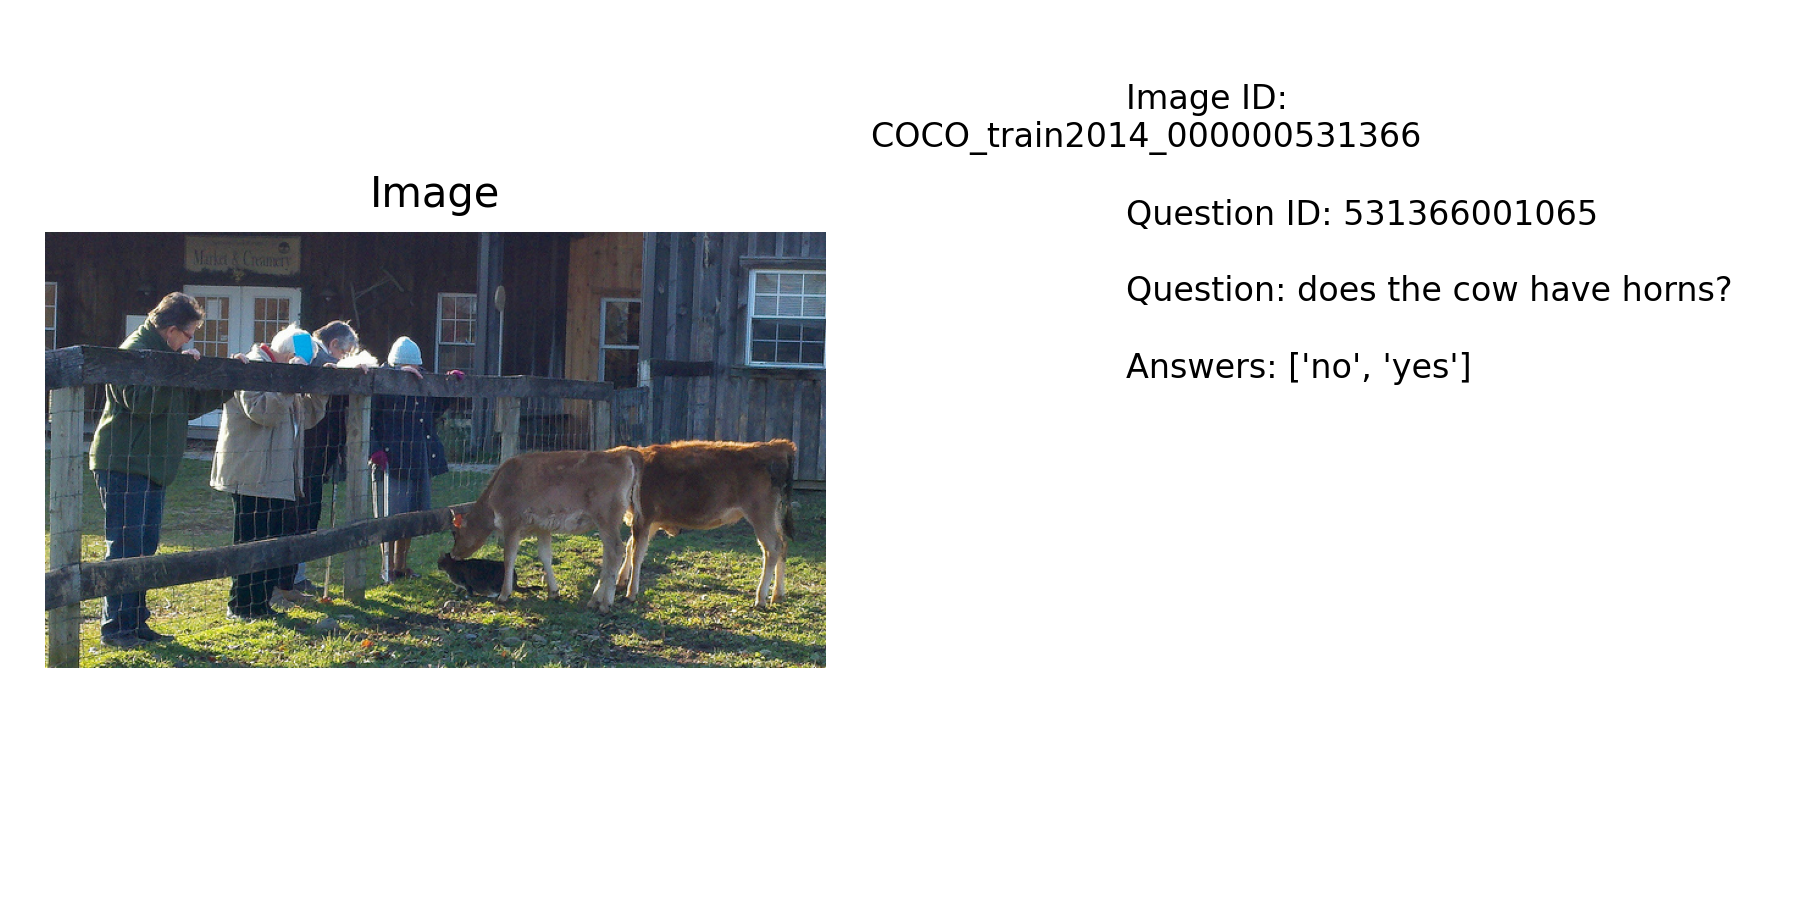 Image
Market & Creamery
Image ID:
COCO_train2014_000000531366
Question ID: 531366001065
Question: does the cow have horns?
Answers: ['no', 'yes']